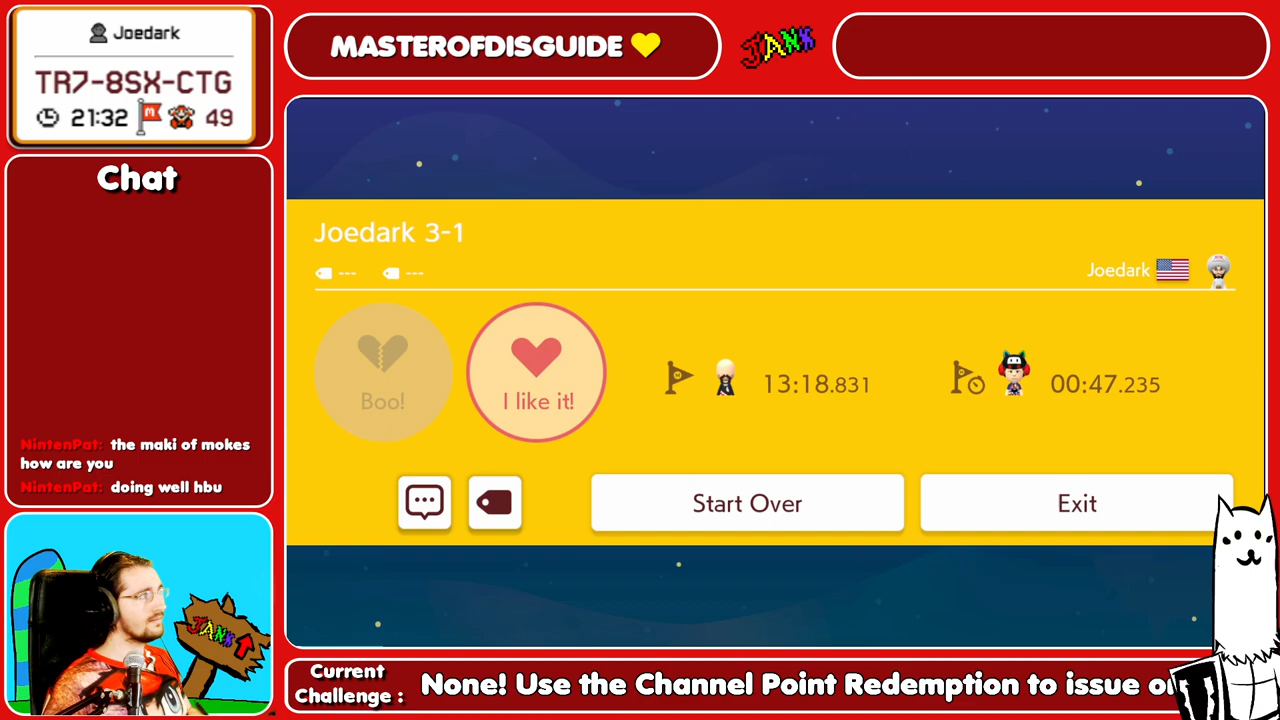 Joedark
TR7-8SX-CTG
21:32 M 49
MASTEROFDISGUIDE
JANK
Chat
NintenPat: the maki of mokes
how are you
NintenPat: doing well hbu
Joedark 3-1
--- ---
Joedark
Boo!
I like it!
13:18.831
00:47.235
Start Over
Exit
JANK
Current
Challenge :
None! Use the Channel Point Redemption to issue